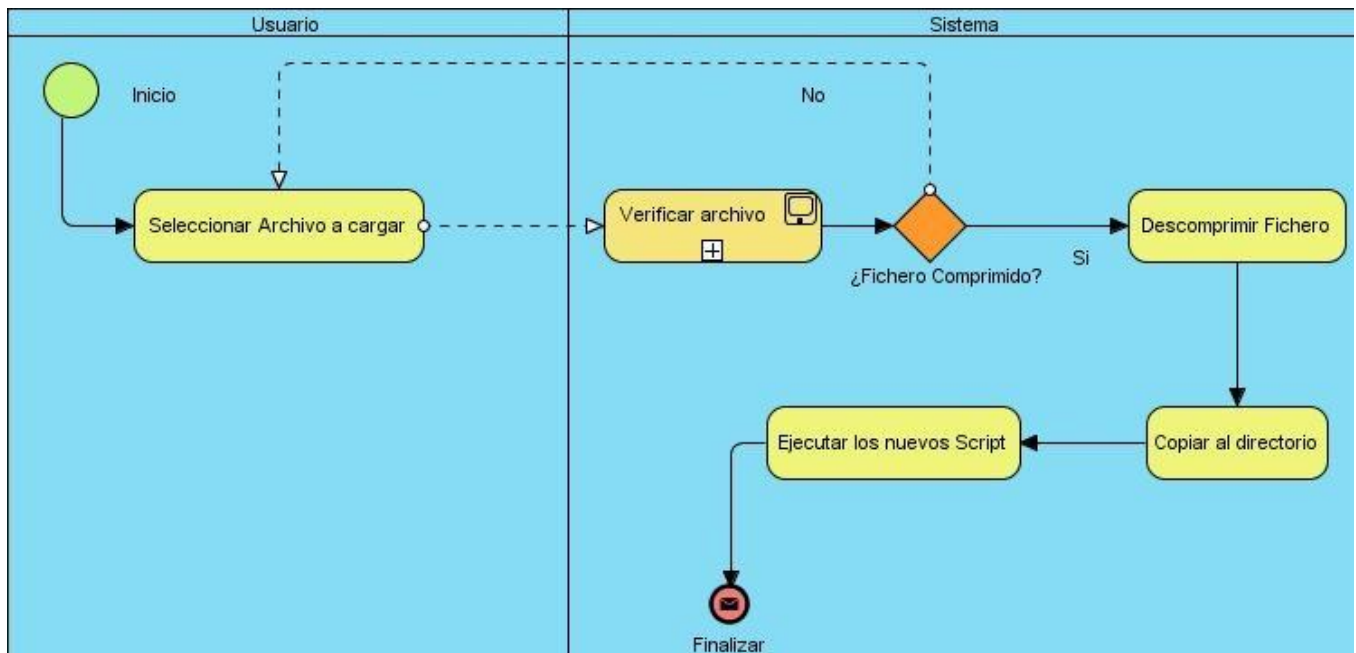 Usuario
Sistema
Inicio
No
Seleccionar Archivo a cargar
Verificar archivo
¿Fichero Comprimido?
Si
Descomprimir Fichero
Ejecutar los nuevos Script
Copiar al directorio
Finalizar